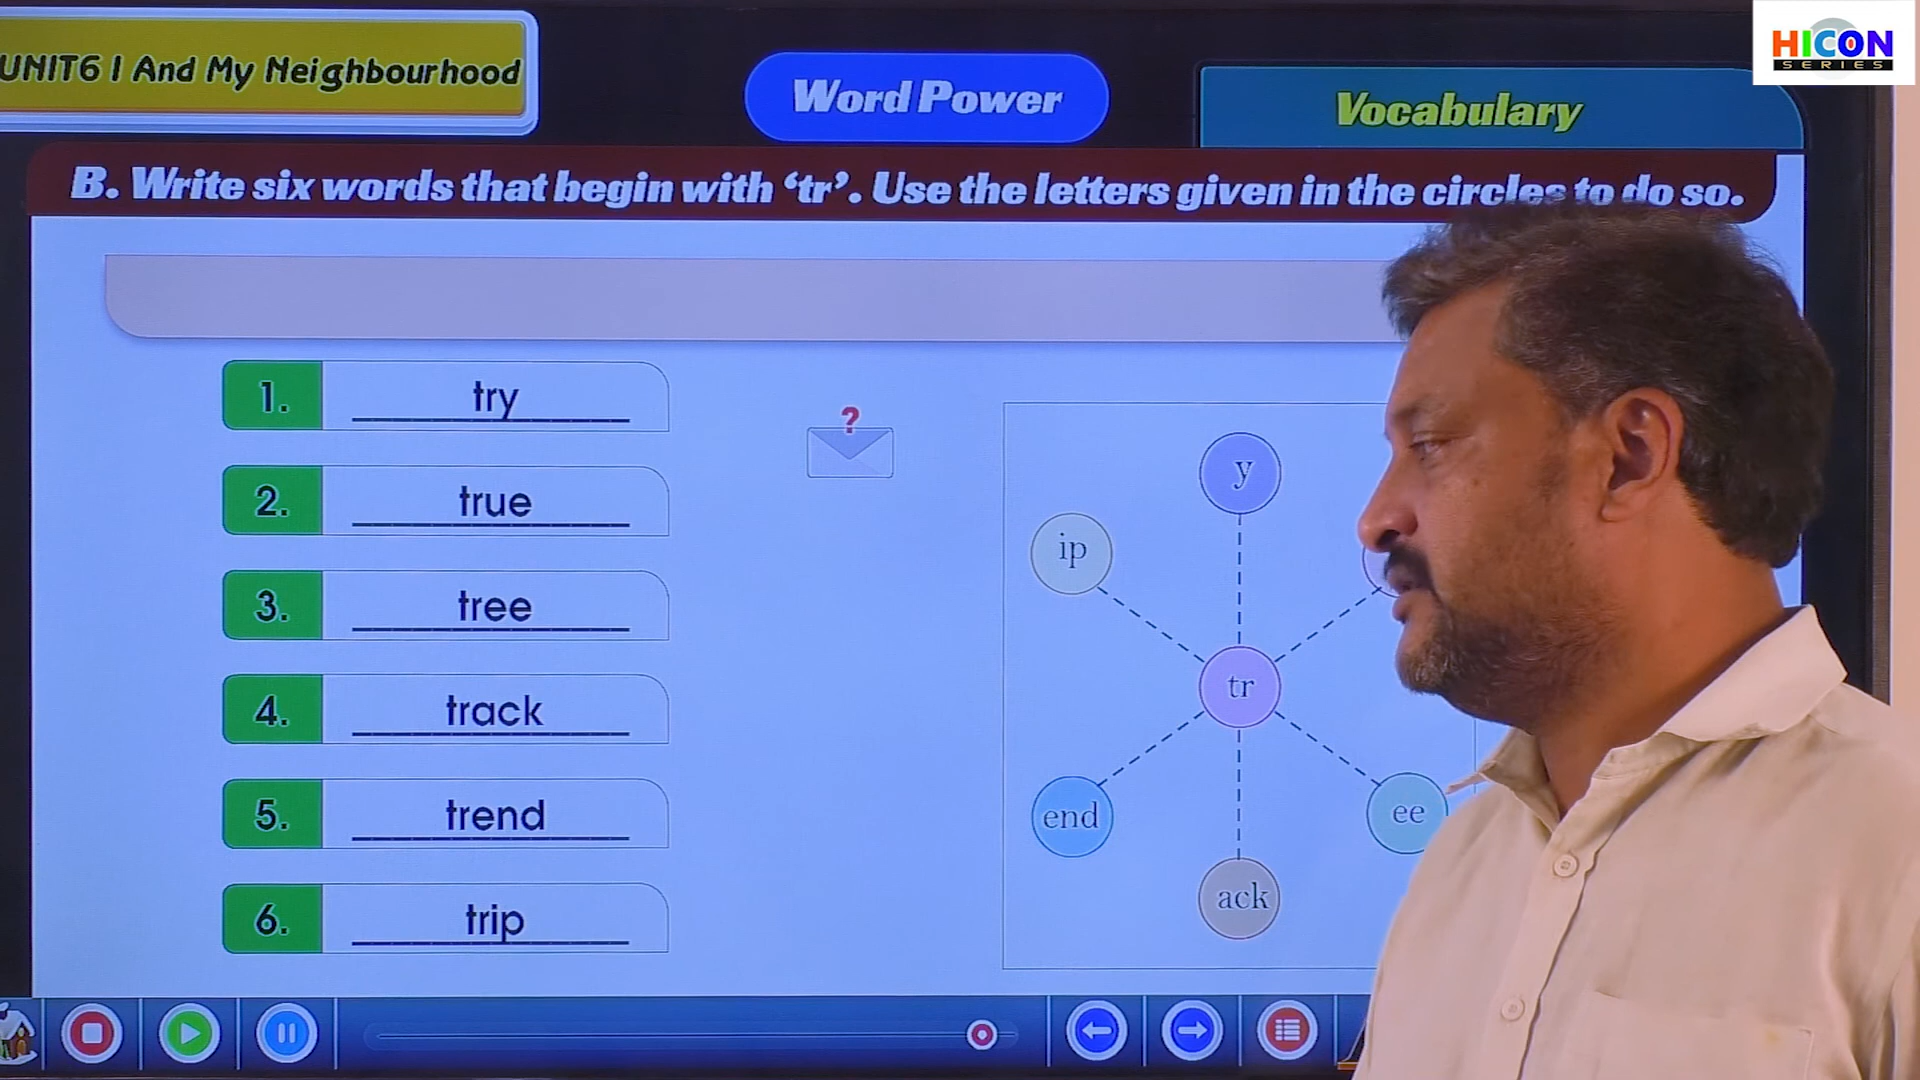 HICON
SERIES
UNIT6 I And My Neighbourhood
Word Power
Vocabulary
B. Write six words that begin with ‘tr’. Use the letters given in the circles to do so.
1. try
2. true
3. tree
4. track
5. trend
6. trip
?
y
ip
tr
end
ee
ack